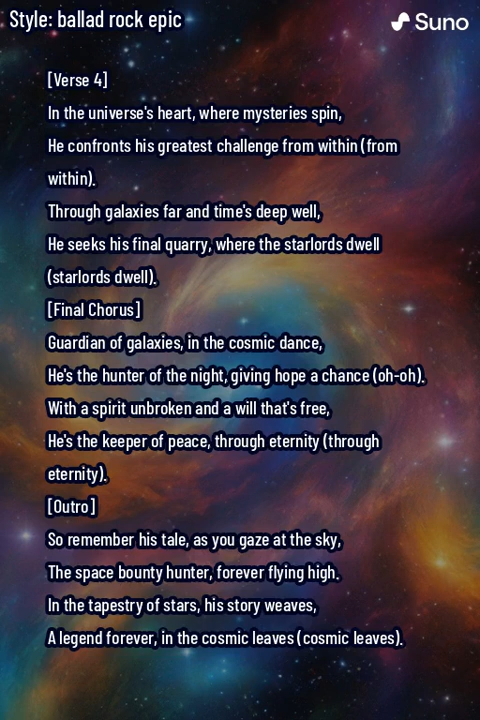 Style: ballad rock epic
Suno
[Verse 4]
In the universe's heart, where mysteries spin,
He confronts his greatest challenge from within (from
within).
Through galaxies far and time's deep well,
He seeks his final quarry, where the starlords dwell
(starlords dwell).
[Final Chorus]
Guardian of galaxies, in the cosmic dance,
He's the hunter of the night, giving hope a chance (oh-oh).
With a spirit unbroken and a will that's free,
He's the keeper of peace, through eternity (through
eternity).
[Outro]
So remember his tale, as you gaze at the sky,
The space bounty hunter, forever flying high.
In the tapestry of stars, his story weaves,
A legend forever, in the cosmic leaves (cosmic leaves).